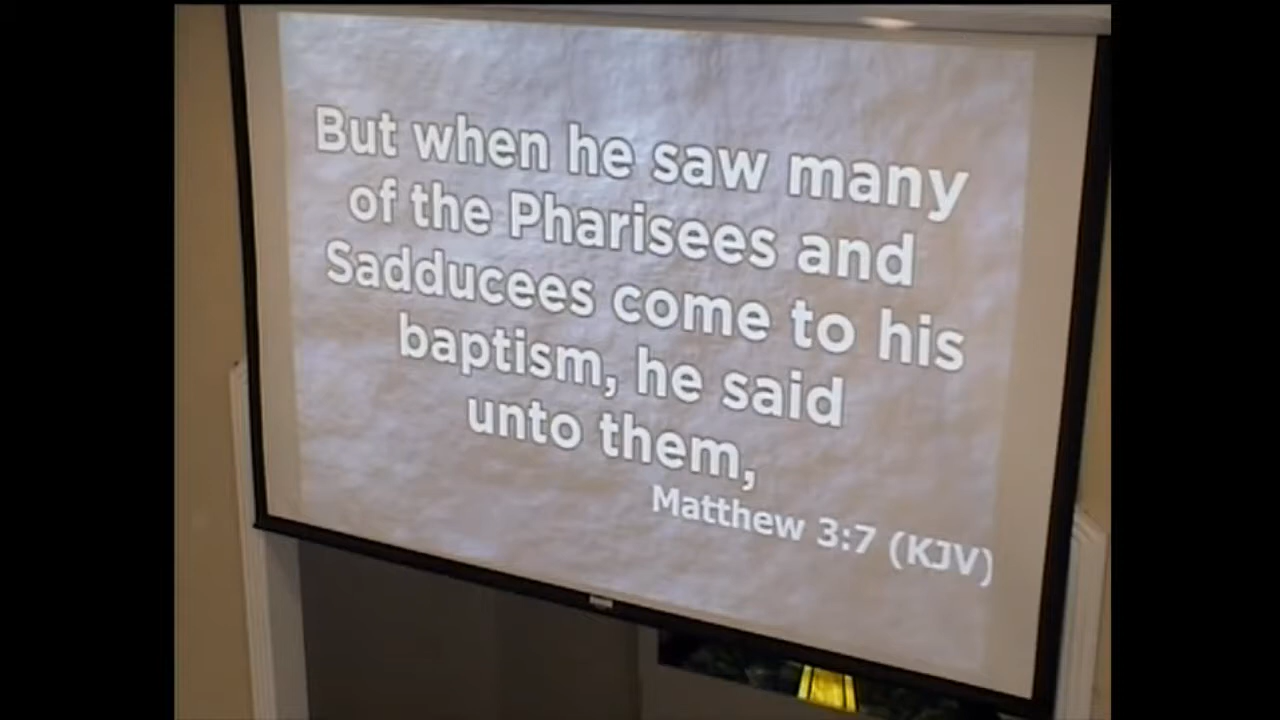 But when he saw many
of the Pharisees and
Sadducees come to his
baptism, he said
unto them,
Matthew 3:7 (KJV)